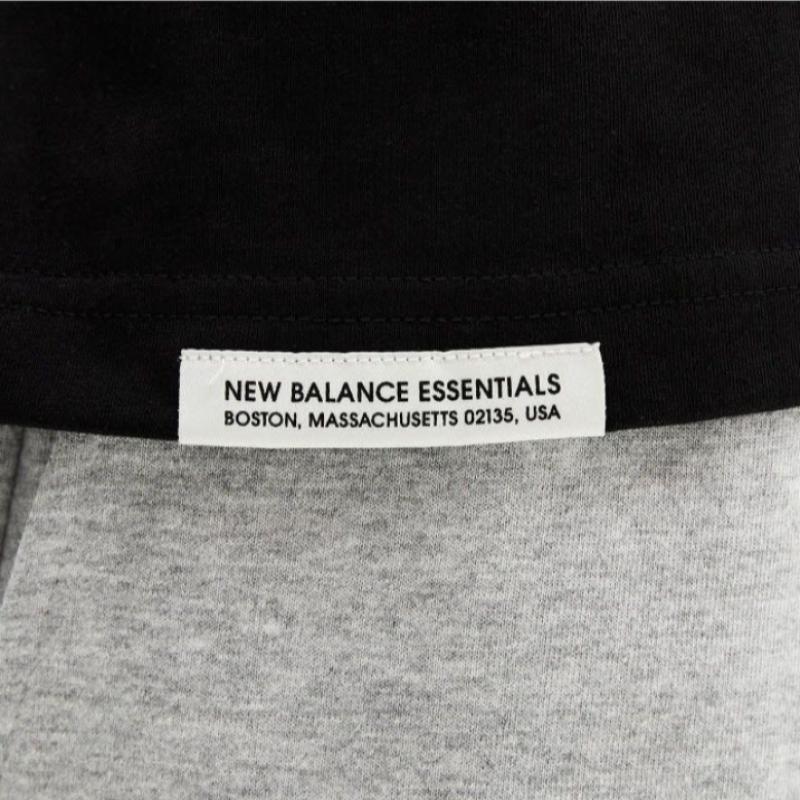 NEW BALANCE ESSENTIALS
BOSTON, MASSACHUSETTS 02135, USA